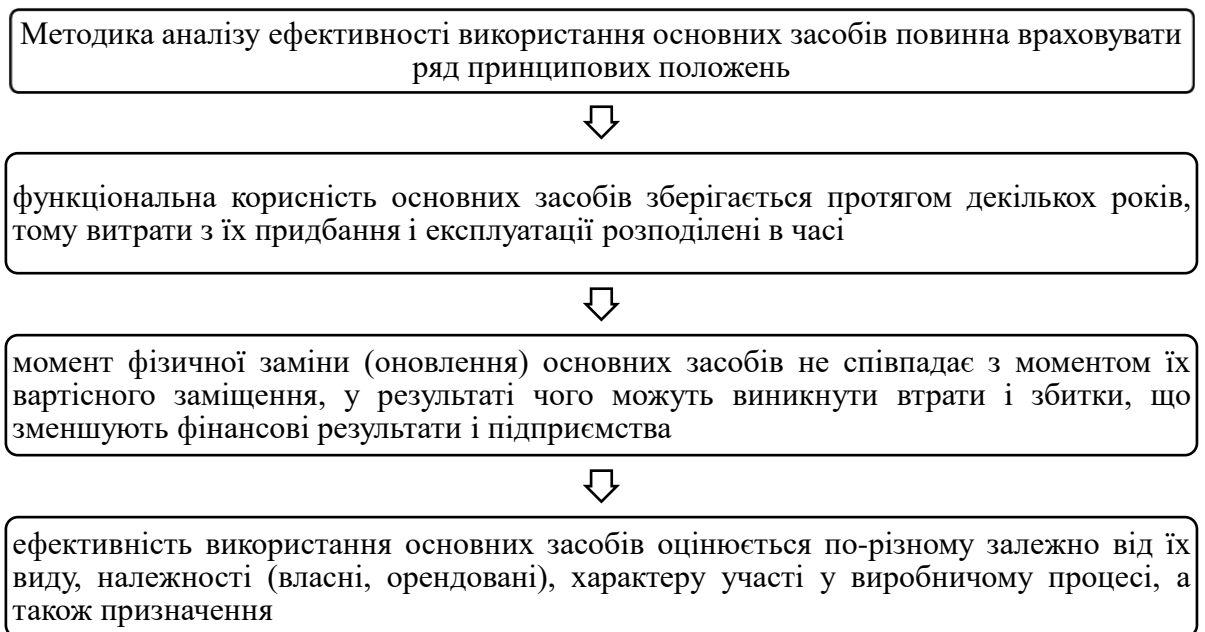 Методика аналізу ефективності використання основних засобів повинна враховувати
ряд принципових положень
функціональна корисність основних засобів зберігається протягом декількох років,
тому витрати з їх придбання і експлуатації розподілені в часі
момент фізичної заміни (оновлення) основних засобів не співпадає з моментом їх
вартісного заміщення, у результаті чого можуть виникнути втрати і збитки, що
зменшують фінансові результати і підприємства
ефективність використання основних засобів оцінюється по-різному залежно від їх
виду, належності (власні, орендовані), характеру участі у виробничому процесі, а
також призначення